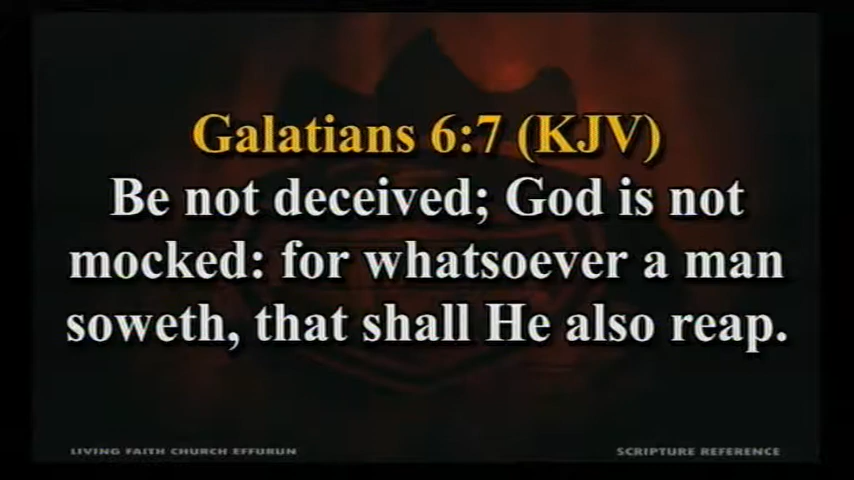 Galatians 6:7 (KJV)
Be not deceived; God is not
mocked: for whatsoever a man
soweth, that shall He also reap.
LIVING FAITH CHURCH EFFURUN
SCRIPTURE REFERENCE